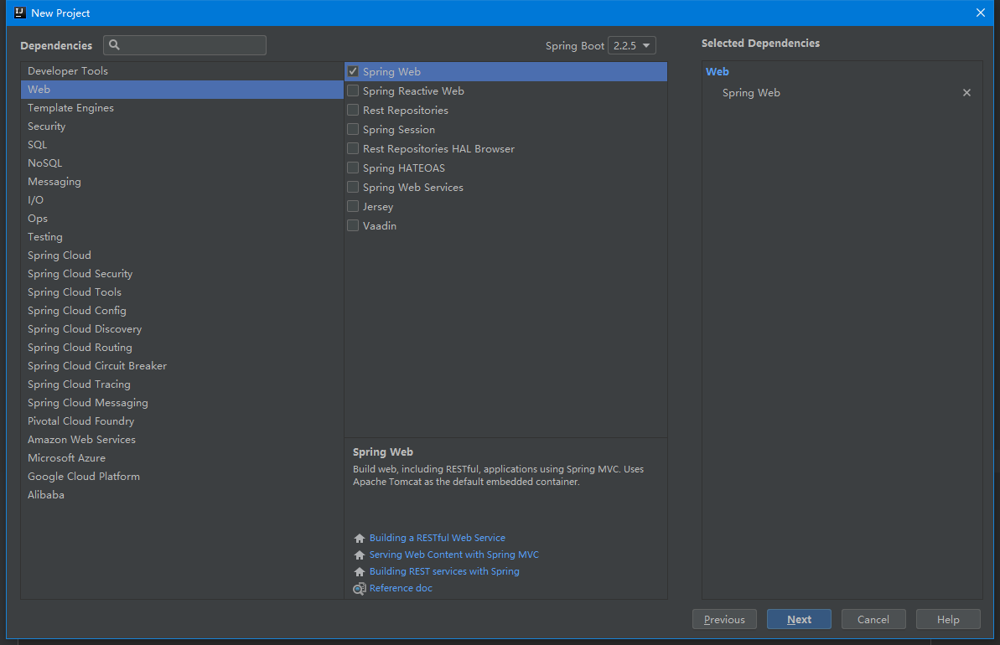 New Project
Dependencies
Spring Boot 2.2.5
Selected Dependencies
Developer Tools
Web
Template Engines
Security
SQL
NoSQL
Messaging
I/O
Ops
Testing
Spring Cloud
Spring Cloud Security
Spring Cloud Tools
Spring Cloud Config
Spring Cloud Discovery
Spring Cloud Routing
Spring Cloud Circuit Breaker
Spring Cloud Tracing
Spring Cloud Messaging
Pivotal Cloud Foundry
Amazon Web Services
Microsoft Azure
Google Cloud Platform
Alibaba
Spring Web
Spring Reactive Web
Rest Repositories
Spring Session
Rest Repositories HAL Browser
Spring HATEOAS
Spring Web Services
Jersey
Vaadin
Spring Web
Build web, including RESTful, applications using Spring MVC. Uses
Apache Tomcat as the default embedded container.
Building a RESTful Web Service
Serving Web Content with Spring MVC
Building REST services with Spring
Reference doc
Web
Spring Web
Previous
Next
Cancel
Help